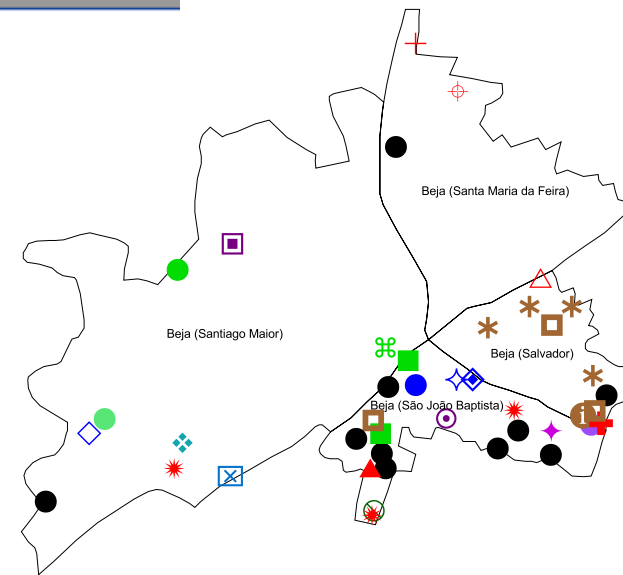 Beja (Santa Maria da Feira)
Beja (Santiago Maior)
Beja (Salvador)
Beja (São João Baptista)